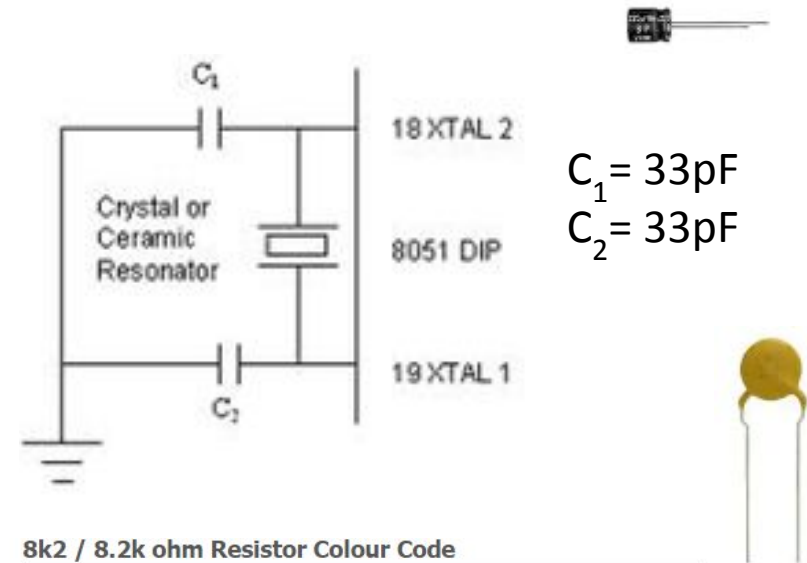 C₁
18 XTAL 2
C₁= 33pF
Crystal or
Ceramic
Resonator
C₂= 33pF
8051 DIP
19 XTAL 1
C₂
8k2 / 8.2k ohm Resistor Colour Code